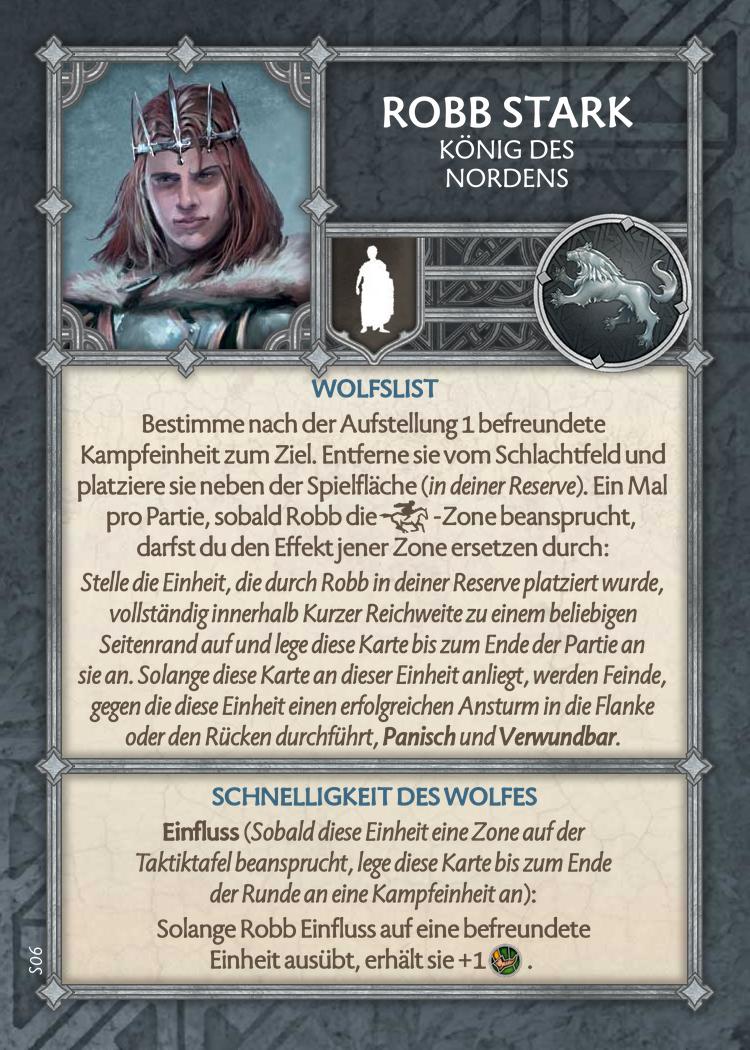 ROBB STARK
KÖNIG DES
NORDENS
WOLFSLIST
Bestimme nach der Aufstellung 1 befreundete
Kampfeinheit zum Ziel. Entferne sie vom Schlachtfeld und
platziere sie neben der Spielfläche (in deiner Reserve). Ein Mal
pro Partie, sobald Robb die -Zone beansprucht,
darfst du den Effekt jener Zone ersetzen durch:
Stelle die Einheit, die durch Robb in deiner Reserve platziert wurde,
vollständig innerhalb Kurzer Reichweite zu einem beliebigen
Seitenrand auf und lege diese Karte bis zum Ende der Partie an
sie an. Solange diese Karte an dieser Einheit anliegt, werden Feinde,
gegen die diese Einheit einen erfolgreichen Ansturm in die Flanke
oder den Rücken durchführt, Panisch und Verwundbar.
SCHNELLIGKEIT DES WOLFES
Einfluss (Sobald diese Einheit eine Zone auf der
Taktiktafel beansprucht, lege diese Karte bis zum Ende
der Runde an eine Kampfeinheit an):
Solange Robb Einfluss auf eine befreundete
Einheit ausübt, erhält sie +1 .
S06